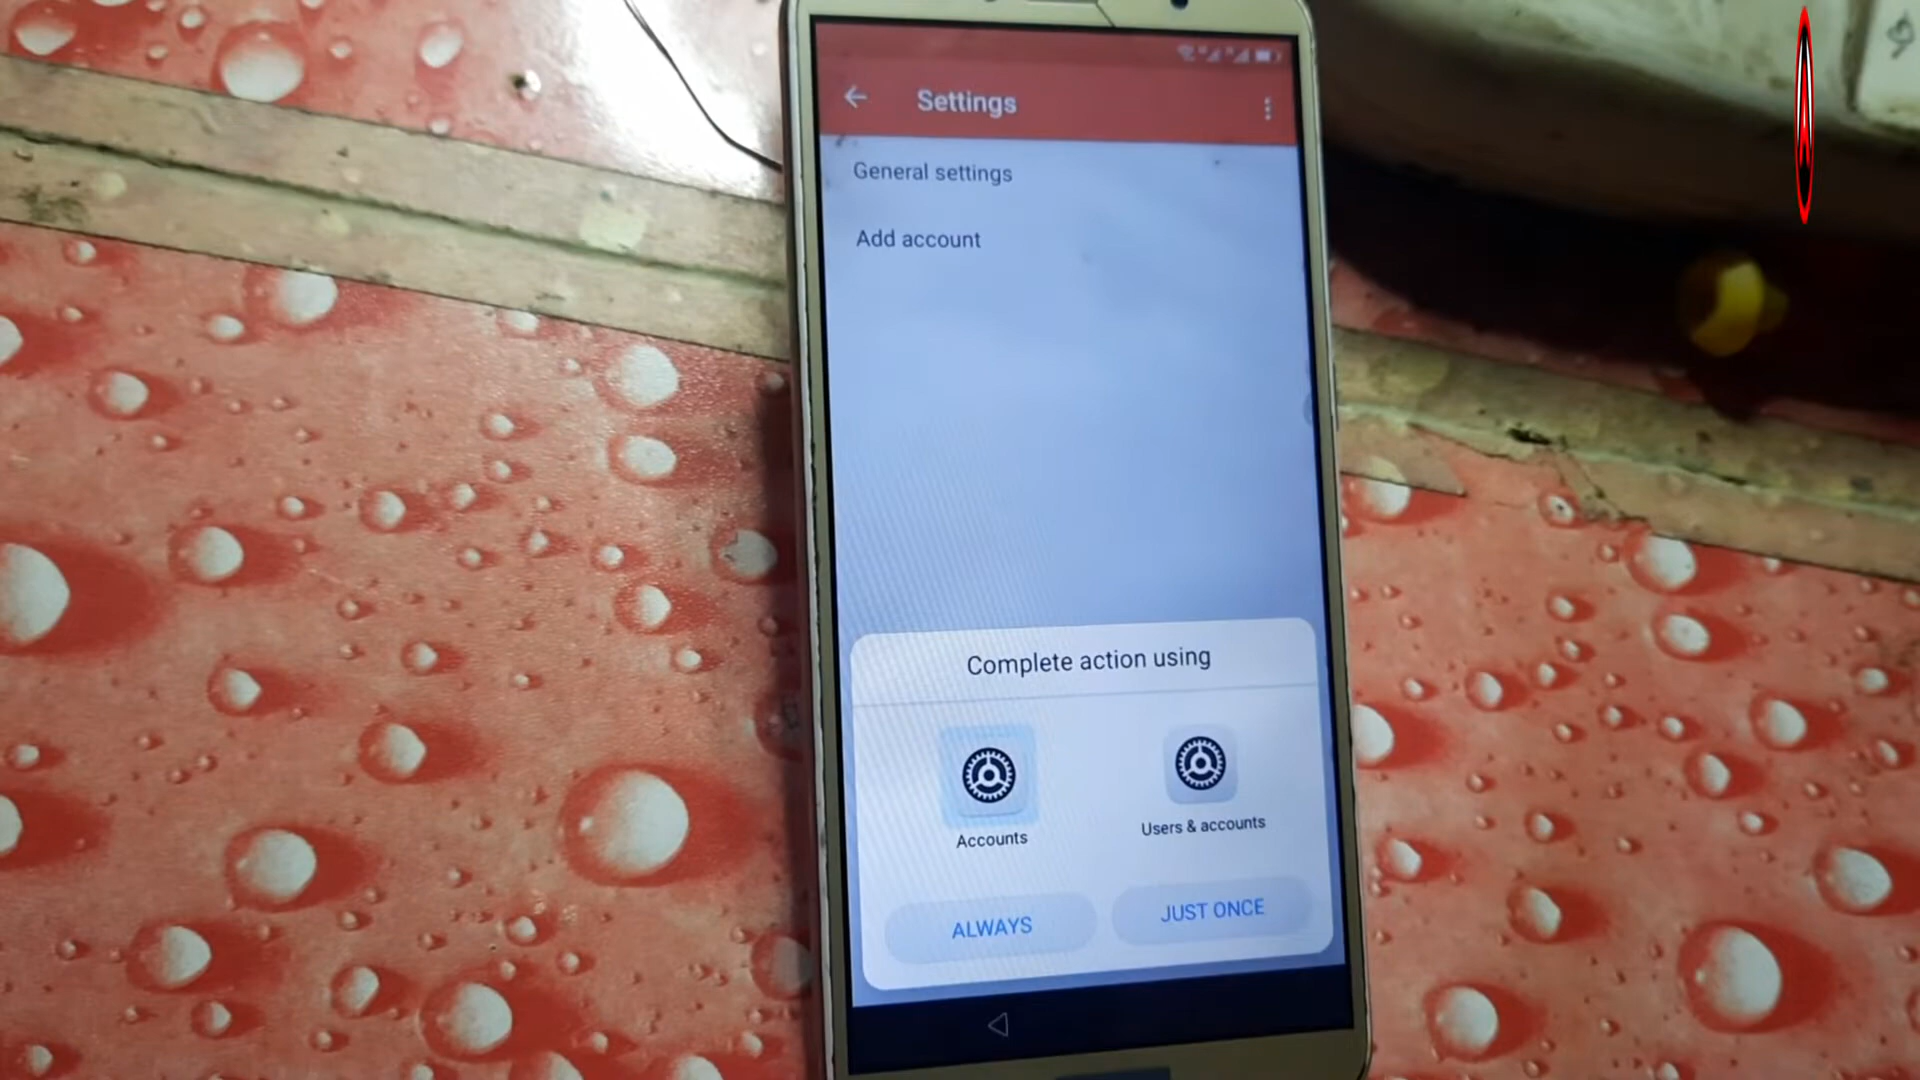 Settings
General settings
Add account
Complete action using
Accounts
Users & accounts
ALWAYS
JUST ONCE